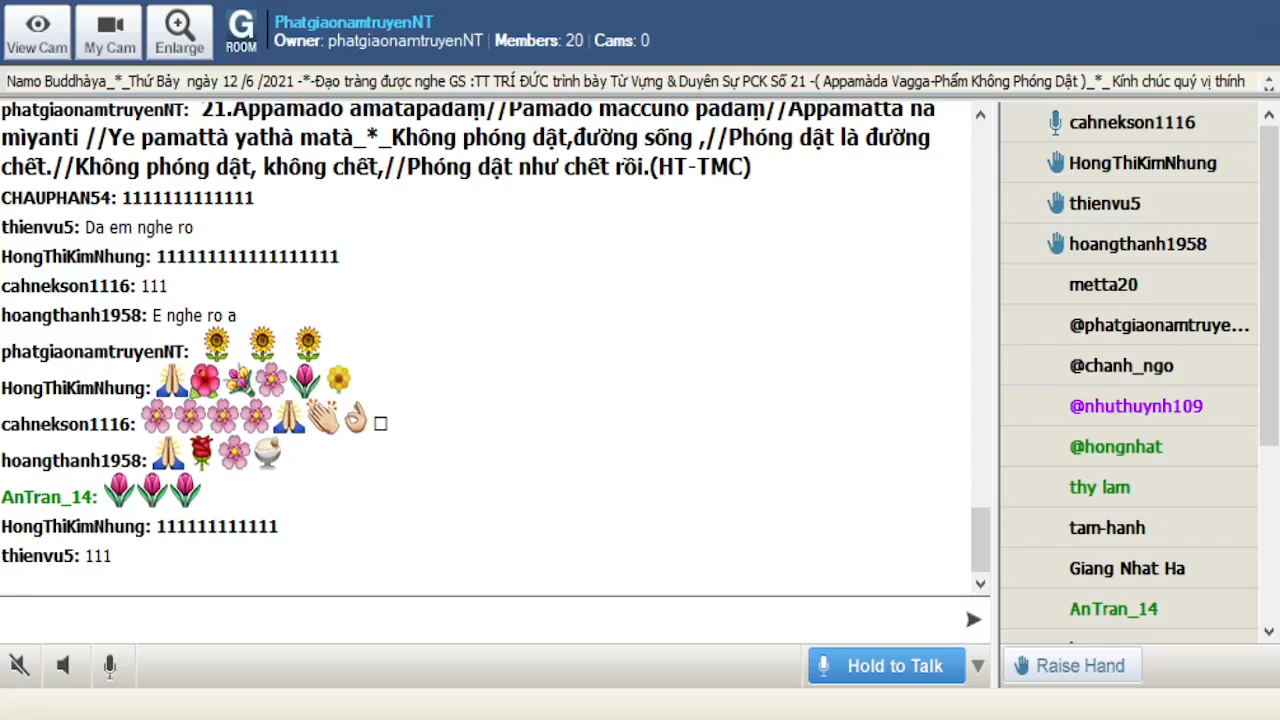 View Cam
My Cam
Enlarge
G
ROOM
PhatgiaonamtruyenNT
Owner: phatgiaonamtruyenNT | Members: 20 | Cams: 0
Namo Buddhàya_*_Thứ Bảy ngày 12 /6 /2021 -*-Đạo tràng được nghe GS :TT TRÍ ĐỨC trình bày Từ Vựng & Duyên Sự PCK Số 21 -( Appamàda Vagga-Phẩm Không Phóng Dật )_*_ Kính chúc quý vị thính
phatgiaonamtruyenNT: 21.Appamado amatapadaṃ//Pamado maccuno padaṃ//Appamattà na
mìyanti //Ye pamattà yathà matà_*_Không phóng dật,đường sống ,//Phóng dật là đường
chết.//Không phóng dật, không chết,//Phóng dật như chết rồi.(HT-TMC)
CHAUPHAN54: 1111111111111
thienvu5: Da em nghe ro
HongThiKimNhung: 111111111111111111
cahnekson1116: 111
hoangthanh1958: E nghe ro a
phatgiaonamtruyenNT: 🌻 🌻 🌻
HongThiKimNhung: 🙏🌺💐🌸🌷🌼
cahnekson1116: 🌸🌸🌸🌸🙏👏👌□
hoangthanh1958: 🙏🌹🌸🍨
AnTran_14: 🌷🌷🌷
HongThiKimNhung: 111111111111
thienvu5: 111
cahnekson1116
HongThiKimNhung
thienvu5
hoangthanh1958
metta20
@phatgiaonamtruye...
@chanh_ngo
@nhuthuynh109
@hongnhat
thy lam
tam-hanh
Giang Nhat Ha
AnTran_14
Hold to Talk
Raise Hand